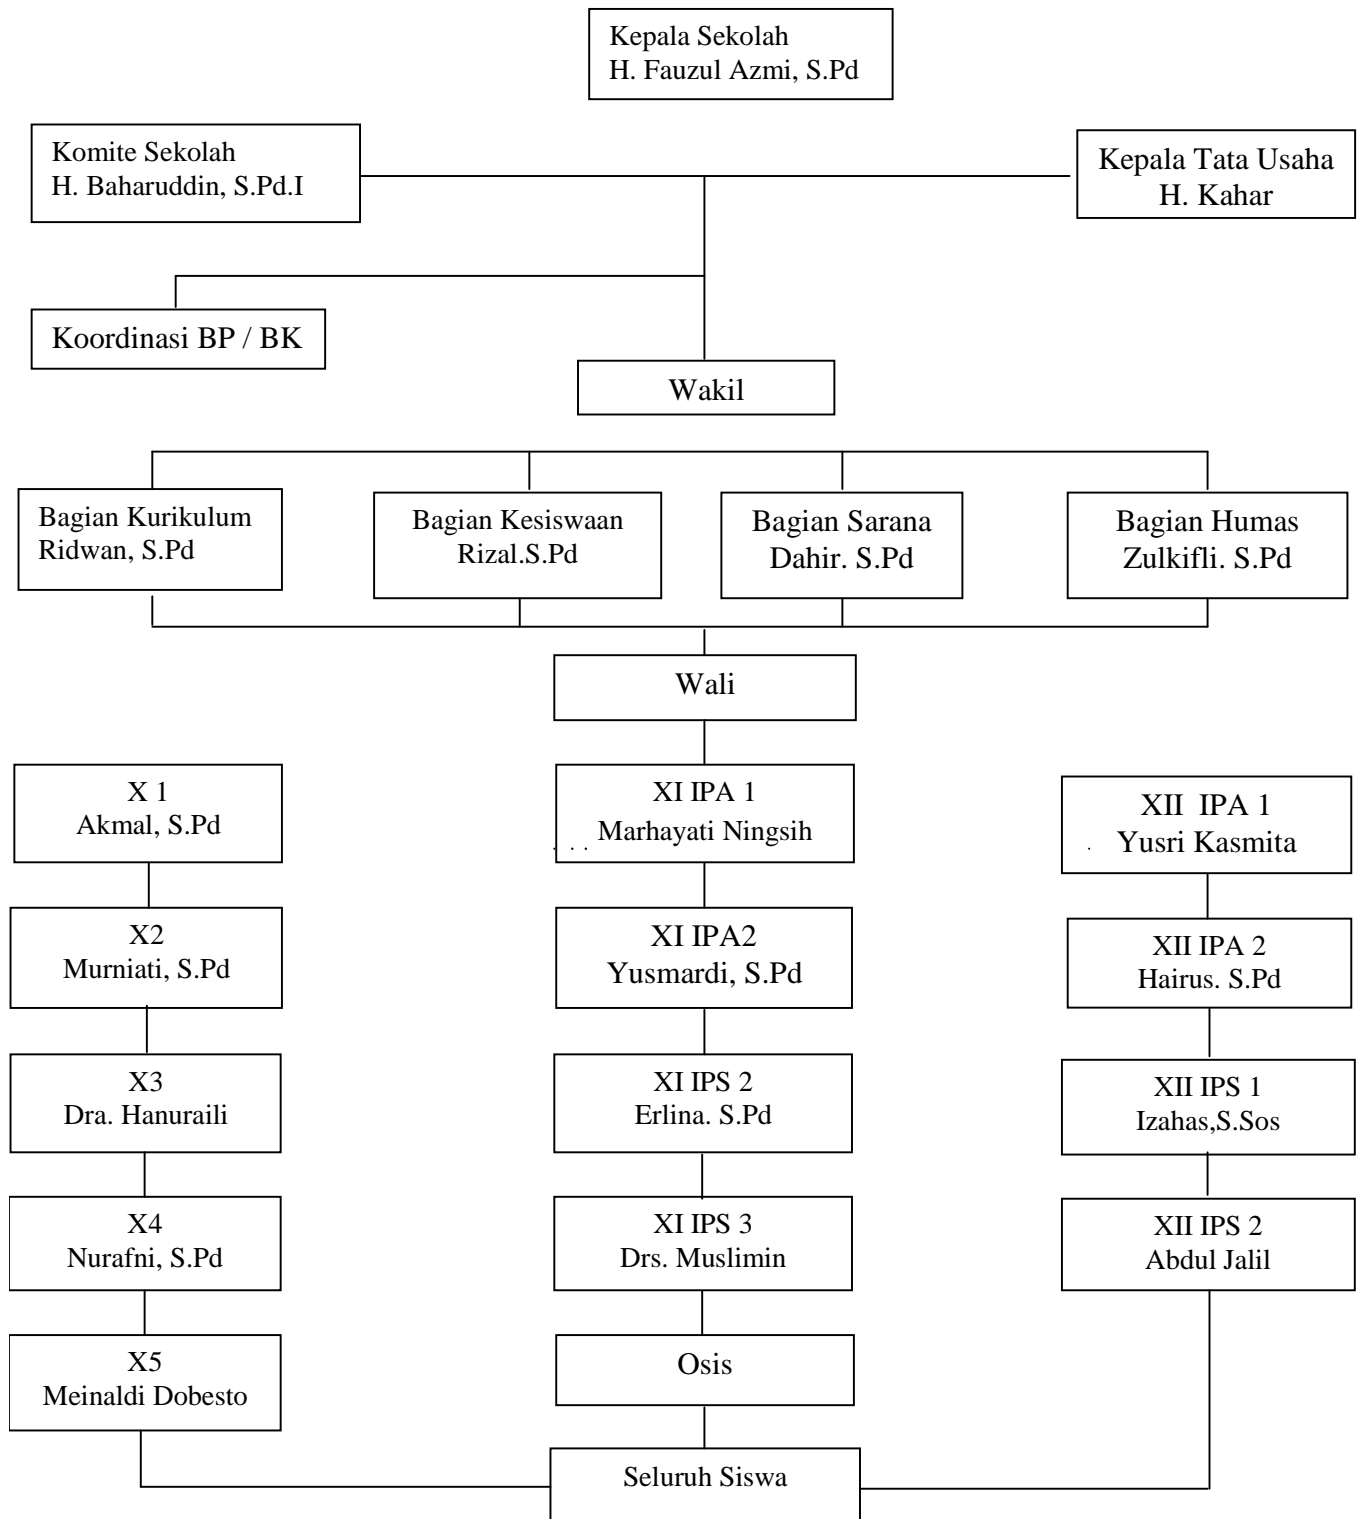 Kepala Sekolah
H. Fauzul Azmi, S.Pd
Komite Sekolah
H. Baharuddin, S.Pd.I
Kepala Tata Usaha
H. Kahar
Koordinasi BP / BK
Wakil
Bagian Kurikulum
Ridwan, S.Pd
Bagian Kesiswaan
Rizal.S.Pd
Bagian Sarana
Dahir. S.Pd
Bagian Humas
Zulkifli. S.Pd
Wali
X 1
Akmal, S.Pd
XI IPA 1
Marhayati Ningsih
XII  IPA 1
Yusri Kasmita
X2
Murniati, S.Pd
XI IPA2
Yusmardi, S.Pd
XII IPA 2
Hairus. S.Pd
X3
Dra. Hanuraili
XI IPS 2
Erlina. S.Pd
XII IPS 1
Izahas,S.Sos
X4
Nurafni, S.Pd
XI IPS 3
Drs. Muslimin
XII IPS 2
Abdul Jalil
X5
Meinaldi Dobesto
Osis
Seluruh Siswa